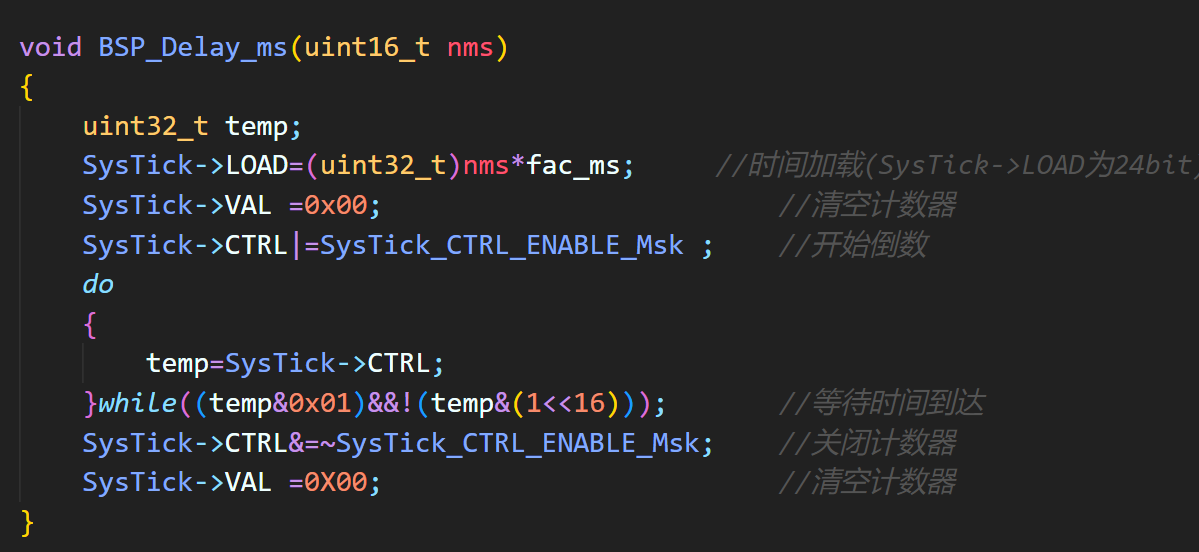 void BSP_Delay_ms(uint16_t nms)
{
    uint32_t temp;
    SysTick->LOAD=(uint32_t)nms*fac_ms;     //时间加载(SysTick->LOAD为24bit)
    SysTick->VAL =0x00;                         //清空计数器
    SysTick->CTRL|=SysTick_CTRL_ENABLE_Msk ;    //开始倒数
    do
    {
        temp=SysTick->CTRL;
    }while((temp&0x01)&&!(temp&(1<<16)));       //等待时间到达
    SysTick->CTRL&=~SysTick_CTRL_ENABLE_Msk;    //关闭计数器
    SysTick->VAL =0X00;                         //清空计数器
}